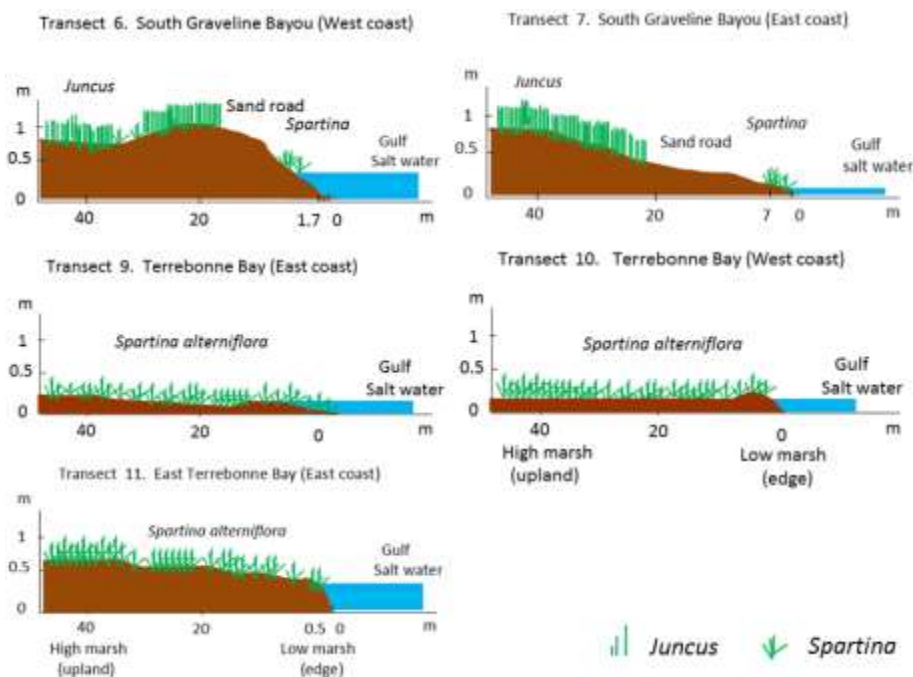 Transect 6. South Graveline Bayou (West coast)
m
Juncus
Sand road
Spartina
Gulf
Salt water
1
0.5
0
40
20
1.7
0
m
Transect 7. South Graveline Bayou (East coast)
m
Juncus
Sand road
Spartina
Gulf
salt water
1
0.5
0
40
20
7
0
m
Transect 9. Terrebonne Bay (East coast)
m
Spartina alterniflora
Gulf
Salt water
1
0.5
0
40
20
0
m
Transect 10. Terrebonne Bay (West coast)
m
Spartina alterniflora
Gulf
Salt water
1
0.5
0
40
20
0
m
High marsh
(upland)
Low marsh
(edge)
Transect 11. East Terrebonne Bay (East coast)
m
Spartina alterniflora
Gulf
Salt water
1
0.5
0
40
20
0.5
0
m
High marsh
(upland)
Low marsh
(edge)
Juncus
Spartina